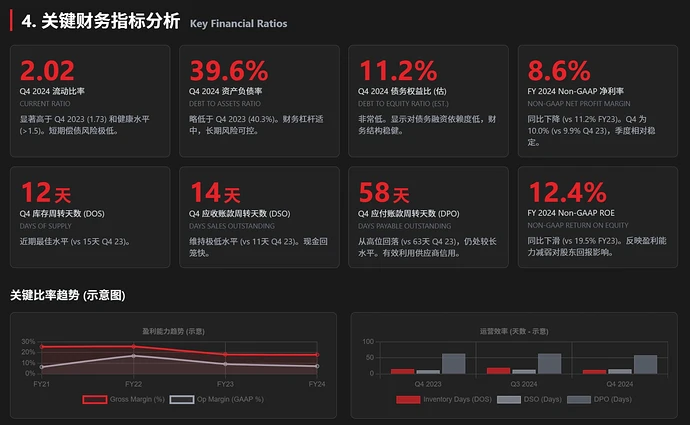 4. 关键财务指标分析 Key Financial Ratios
2.02
Q4 2024 流动比率
CURRENT RATIO
显著高于 Q4 2023 (1.73) 和健康水平
(>1.5)。短期偿债风险极低。
39.6%
Q4 2024 资产负债率
DEBT TO ASSETS RATIO
略低于 Q4 2023 (40.3%)。财务杠杆适
中，长期风险可控。
11.2%
Q4 2024 债务权益比 (估)
DEBT TO EQUITY RATIO (EST.)
非常低。显示对债务融资依赖度低，财
务结构稳健。
8.6%
FY 2024 Non-GAAP 净利率
NON-GAAP NET PROFIT MARGIN
同比下降 (vs 11.2% FY23)。Q4 为
10.0% (vs 9.9% Q4 23)，季度相对稳
定。
12 天
Q4 库存周转天数 (DOS)
DAYS OF SUPPLY
近期最佳水平 (vs 15天 Q4 23)。
14 天
Q4 应收账款周转天数 (DSO)
DAYS SALES OUTSTANDING
维持极低水平 (vs 11天 Q4 23)。现金回
笼快。
58 天
Q4 应付账款周转天数 (DPO)
DAYS PAYABLE OUTSTANDING
从高位回落 (vs 63天 Q4 23)，仍处较长
水平。有效利用供应商信用。
12.4%
FY 2024 Non-GAAP ROE
NON-GAAP RETURN ON EQUITY
同比下滑 (vs 19.5% FY23)。反映盈利能
力减弱对股东回报影响。
关键比率趋势 (示意图)
盈利能力趋势 (示意)
30%
20%
10%
0%
FY21 FY22 FY23 FY24
Gross Margin (%) Op Margin (GAAP %)
运营效率 (天数 - 示意)
100
50
0
Q4 2023 Q3 2024 Q4 2024
Inventory Days (DOS) DSO (Days) DPO (Days)